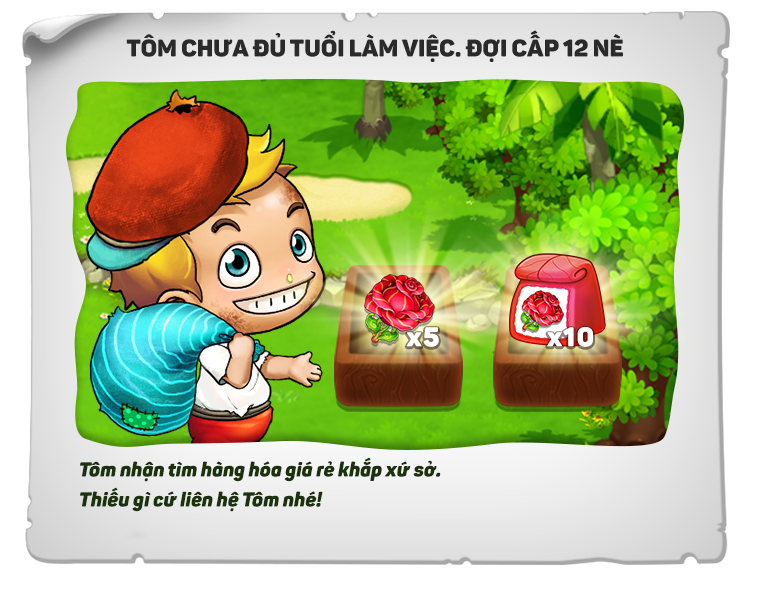 TÔM CHƯA ĐỦ TUỔI LÀM VIỆC. ĐỢI CẤP 12 NÈ
x5
x10
Tôm nhận tìm hàng hóa giá rẻ khắp xứ sở.
Thiếu gì cứ liên hệ Tôm nhé!